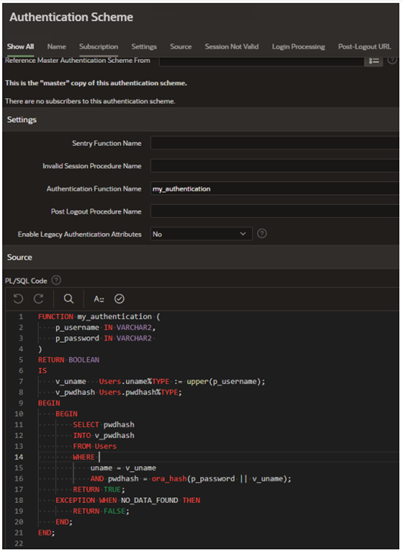 Authentication Scheme
Show All Name Subscription Settings Source Session Not Valid Login Processing Post-Logout URL
Reference Master Authentication Scheme From
This is the "master" copy of this authentication scheme.
There are no subscribers to this authentication scheme.
Settings
Sentry Function Name
Invalid Session Procedure Name
Authentication Function Name my_authentication
Post Logout Procedure Name
Enable Legacy Authentication Attributes No
Source
PL/SQL Code
1 FUNCTION my_authentication (
2 p_username IN VARCHAR2,
3 p_password IN VARCHAR2
4 )
5 RETURN BOOLEAN
6 IS
7 v_uname Users.uname%TYPE := upper(p_username);
8 v_pwdhash Users.pwdhash%TYPE;
9 BEGIN
10 BEGIN
11 SELECT pwdhash
12 INTO v_pwdhash
13 FROM Users
14 WHERE
15 uname = v_uname
16 AND pwdhash = ora_hash(p_password || v_uname);
17 RETURN TRUE;
18 EXCEPTION WHEN NO_DATA_FOUND THEN
19 RETURN FALSE;
20 END;
21 END;
22